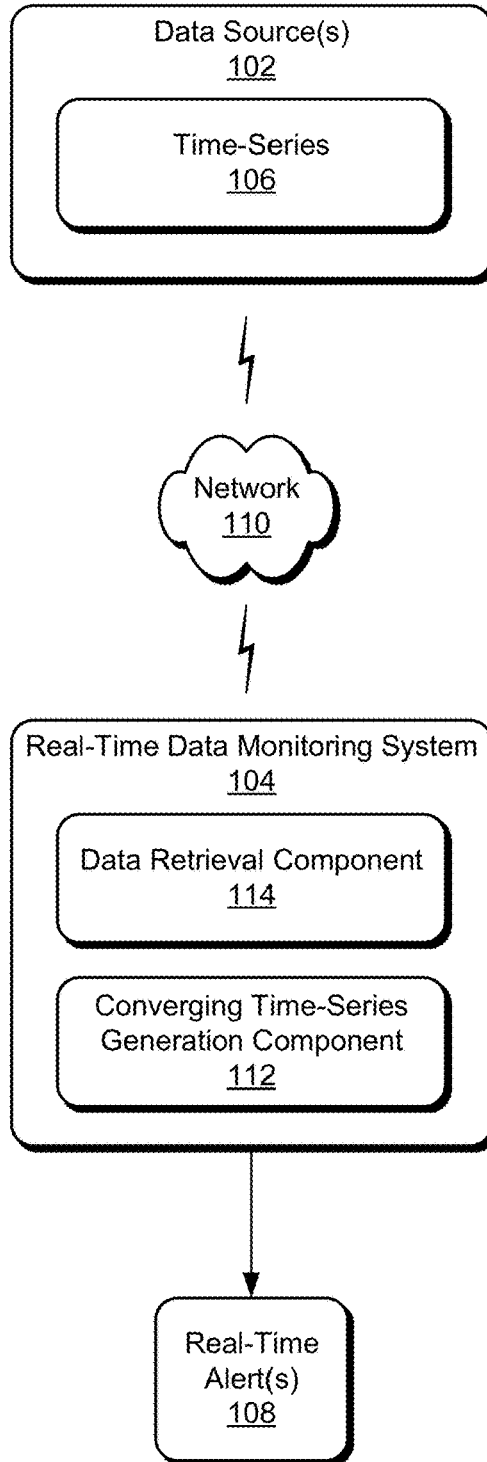 Data Source(s)
102
Time-Series
106
Network
110
Real-Time Data Monitoring System
104
Data Retrieval Component
114
Converging Time-Series
Generation Component
112
Real-Time
Alert(s)
108